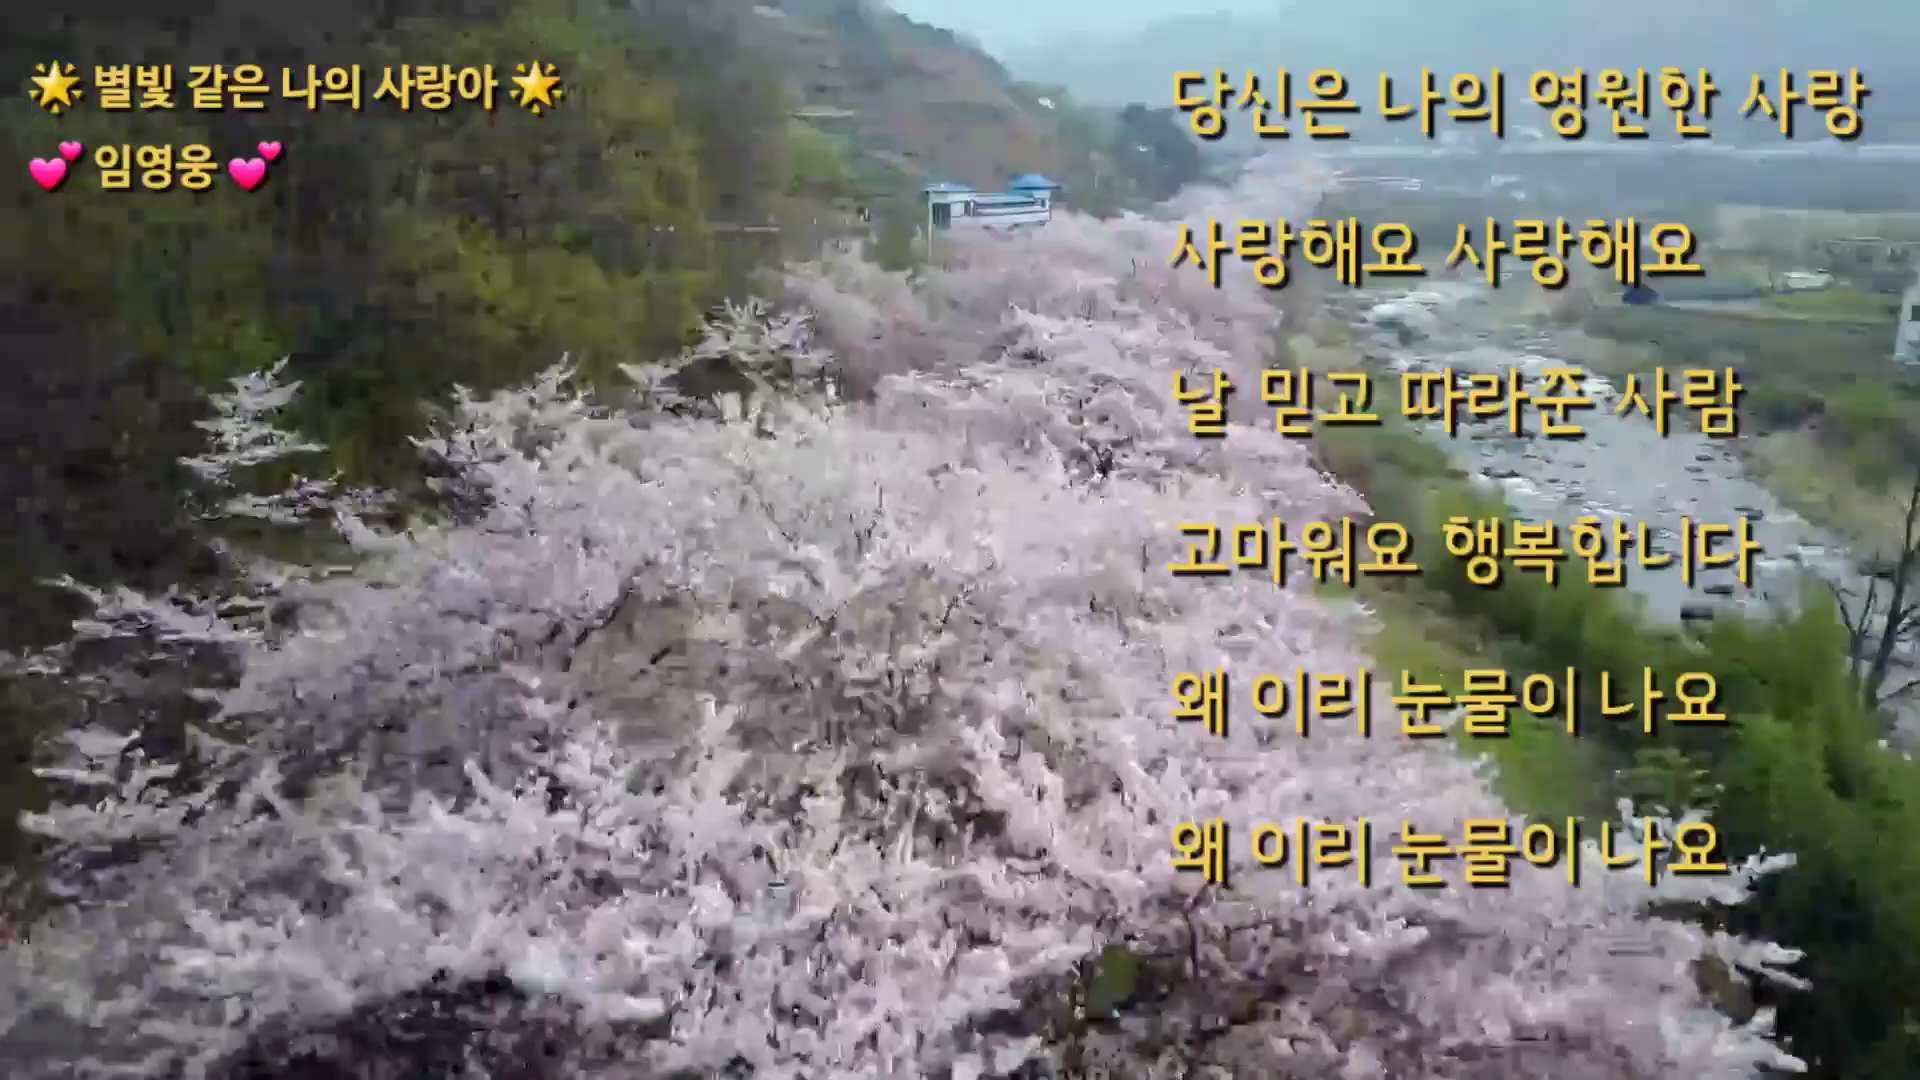 🌟 별빛 같은 나의 사랑아 🌟
💕 임영웅 💕
당신은 나의 영원한 사랑
사랑해요 사랑해요
날 믿고 따라준 사람
고마워요 행복합니다
왜 이리 눈물이 나요
왜 이리 눈물이 나요